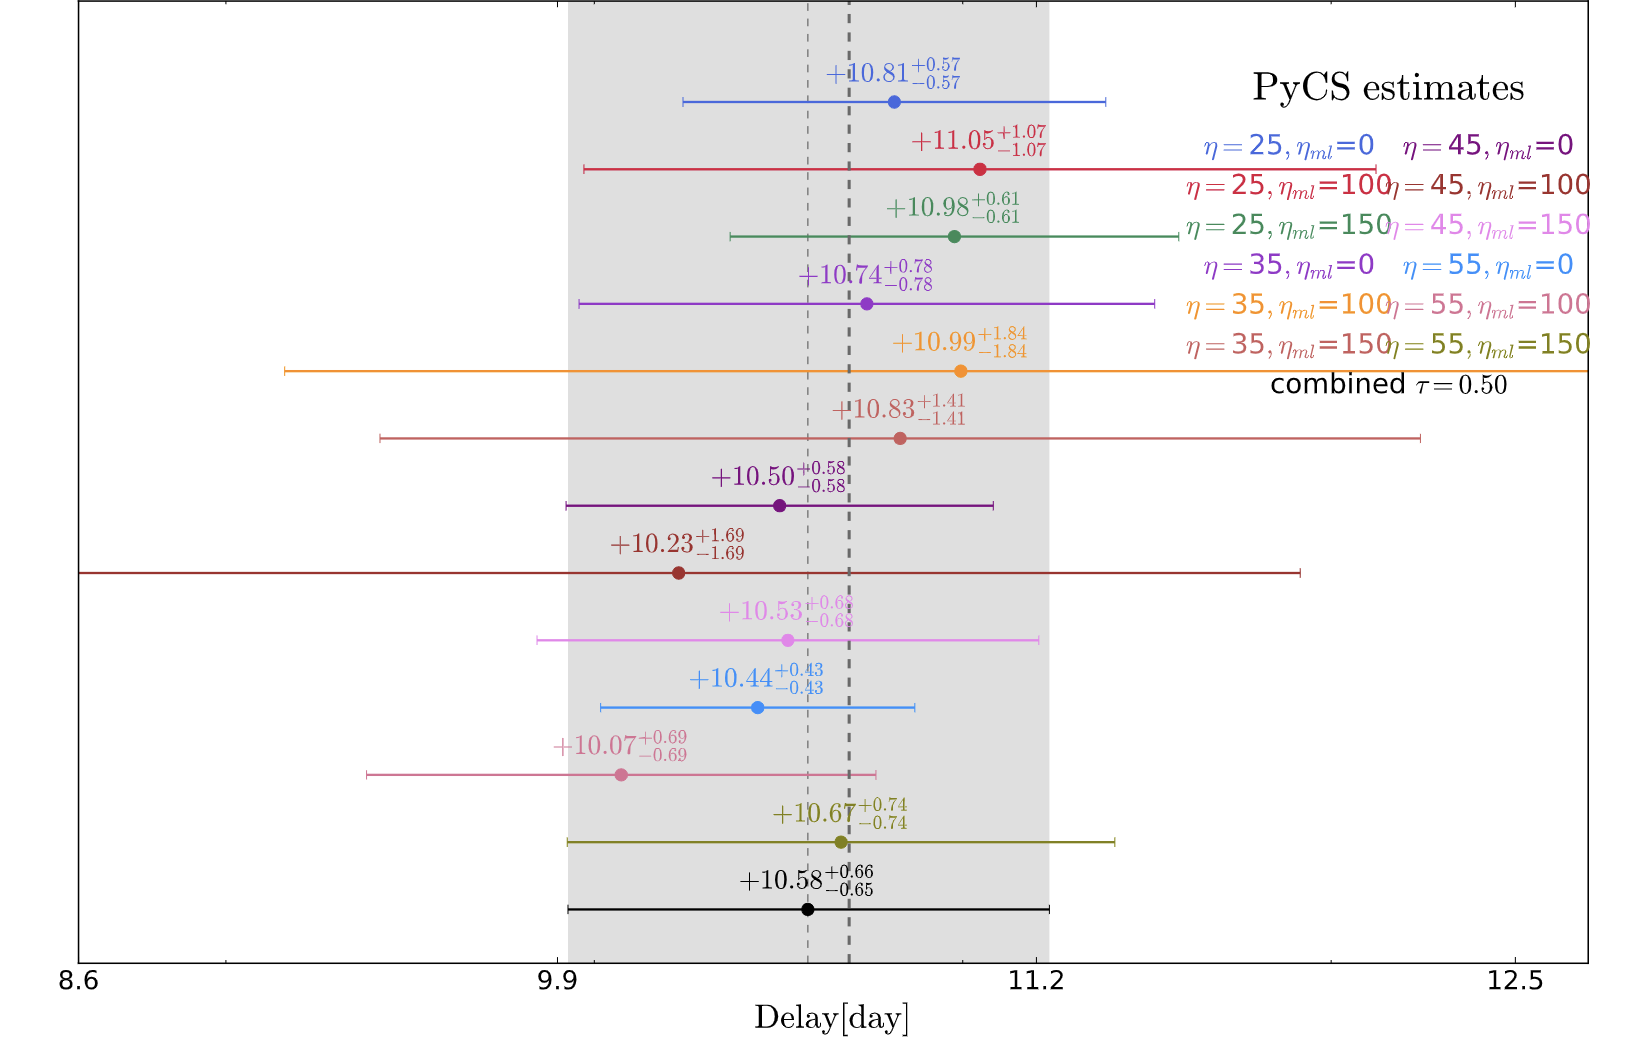 +10.81+0.57−0.57
PyCS estimates
+11.05+1.07−1.07
η = 25, ηml=0 η = 45, ηml=0
η = 25, ηml=100 η = 45, ηml=100
+10.98+0.61−0.61
η = 25, ηml=150 η = 45, ηml=150
+10.74+0.78−0.78
η = 35, ηml=0 η = 55, ηml=0
η = 35, ηml=100 η = 55, ηml=100
+10.99+1.84−1.84
η = 35, ηml=150 η = 55, ηml=150
combined τ = 0.50
+10.83+1.41−1.41
+10.50+0.58−0.58
+10.23+1.69−1.69
+10.53+0.68−0.68
+10.44+0.43−0.43
+10.07+0.69−0.69
+10.67+0.74−0.74
+10.58+0.66−0.65
8.6 9.9 11.2 12.5
Delay[day]